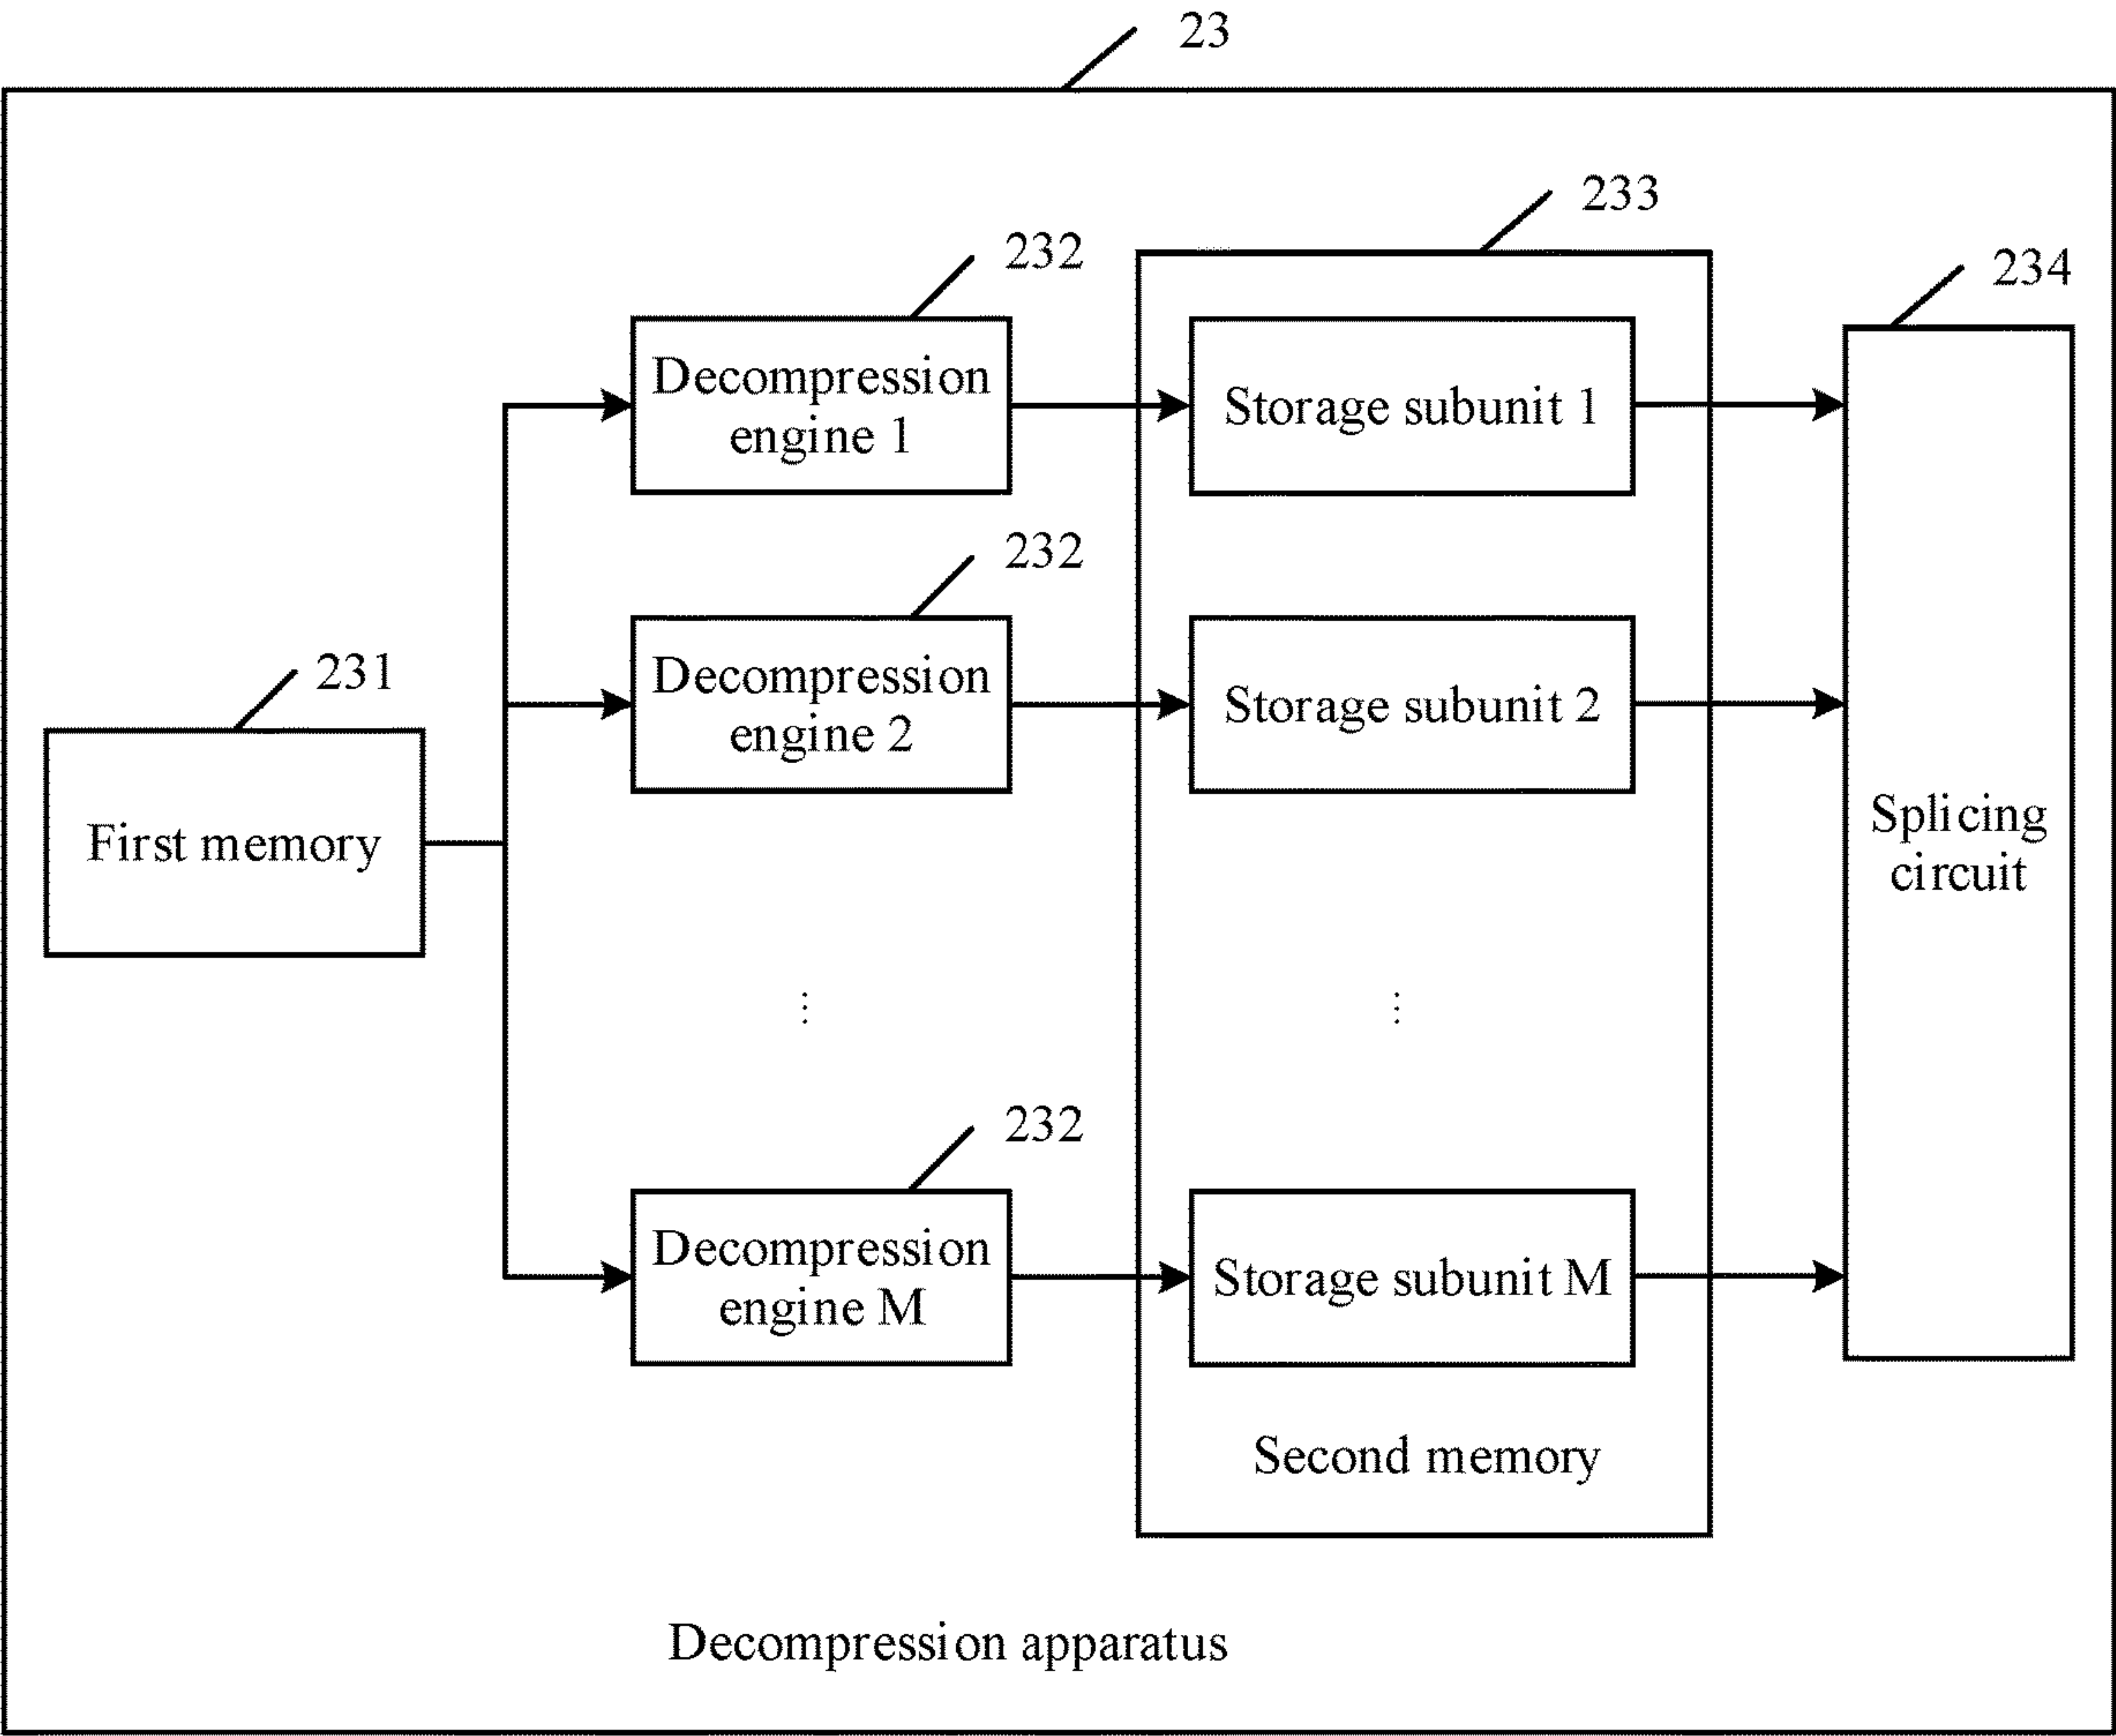 23
233
232
234
Decompression
engine 1
Storage subunit 1
232
Decompression
engine 2
Storage subunit 2
231
First memory
Splicing
circuit
⋮
⋮
232
Decompression
engine M
Storage subunit M
Second memory
Decompression apparatus